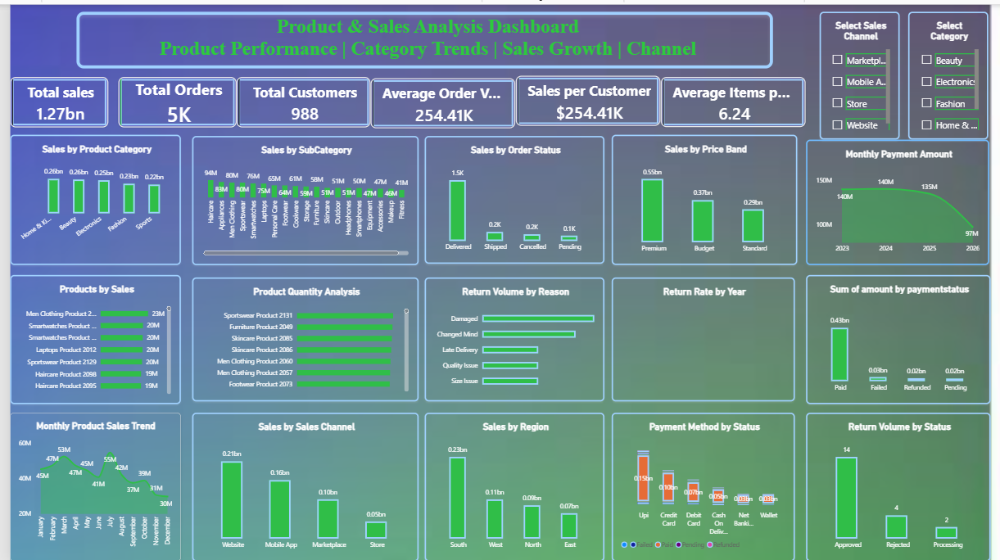 Product & Sales Analysis Dashboard
Product Performance | Category Trends | Sales Growth | Channel
Select Sales Channel
Marketpl...
Mobile A...
Store
Website
Select Category
Beauty
Electronics
Fashion
Home & ...
Total sales
1.27bn
Total Orders
5K
Total Customers
988
Average Order V...
254.41K
Sales per Customer
$254.41K
Average Items p...
6.24
Sales by Product Category
0.26bn 0.26bn 0.25bn 0.23bn 0.22bn
Home & Ki... Beauty Electronics Fashion Sports
Sales by SubCategory
94M 83M 80M 80M 76M 75M 65M 64M 61M 59M 58M 51M 51M 51M 50M 47M 47M 46M 41M
Haircare Appliances Men Clothing Sportswear Smartwatches Laptops Personal Care Footwear Cookware Storage Furniture Skincare Outdoor Headphones Smartphones Equipment Accessories Makeup Fitness
Sales by Order Status
1.5K 0.2K 0.2K 0.1K
Delivered Shipped Cancelled Pending
Sales by Price Band
0.55bn 0.37bn 0.29bn
Premium Budget Standard
Monthly Payment Amount
150M
100M
140M 140M 135M 97M
2023 2024 2025 2026
Products by Sales
Men Clothing Product 2... 23M
Smartwatches Product ... 20M
Smartwatches Product ... 20M
Laptops Product 2012 20M
Sportswear Product 2129 20M
Haircare Product 2098 19M
Haircare Product 2095 19M
Product Quantity Analysis
Sportswear Product 2131
Furniture Product 2049
Skincare Product 2085
Skincare Product 2086
Men Clothing Product 2060
Men Clothing Product 2057
Footwear Product 2073
Return Volume by Reason
Damaged
Changed Mind
Late Delivery
Quality Issue
Size Issue
Return Rate by Year
Sum of amount by paymentstatus
0.43bn 0.03bn 0.02bn 0.02bn
Paid Failed Refunded Pending
Monthly Product Sales Trend
60M
40M
20M
45M 47M 53M 47M 45M 41M 55M 42M 37M 39M 31M 30M
January February March April May June July August September October November December
Sales by Sales Channel
0.21bn 0.16bn 0.10bn 0.05bn
Website Mobile App Marketplace Store
Sales by Region
0.23bn 0.11bn 0.09bn 0.07bn
South West North East
Payment Method by Status
0.15bn 0.10bn 0.07bn 0.05bn 0.03bn 0.03bn
Upi Credit Card Debit Card Cash On Deliv... Net Banki... Wallet
Failed Paid Pending Refunded
Return Volume by Status
14 4 2
Approved Rejected Processing